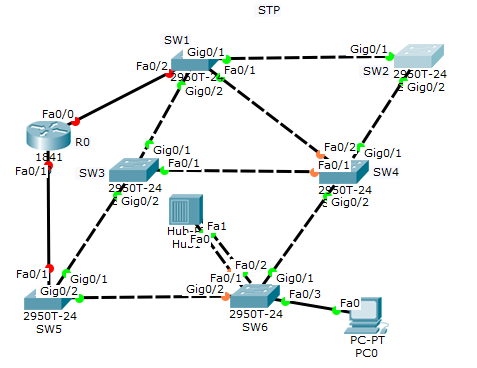 STP
SW1
Gig0/1
Gig0/1
Fa0/2
Fa0/1
SW2
2950T-24
2950T-24
Gig0/2
Gig0/2
Fa0/0
R0
1841
Fa0/1
Gig0/1
Fa0/2
Gig0/1
SW3
Fa0/1
Fa0/1
SW4
2950T-24
2950T-24
Gig0/2
Gig0/2
Fa1
Fa0
Fa0/1
Gig0/1
Gig0/2
Fa0/2
Fa0/1
Gig0/1
Gig0/2
Fa0/3
Fa0
2950T-24
SW5
2950T-24
SW6
PC-PT
PC0